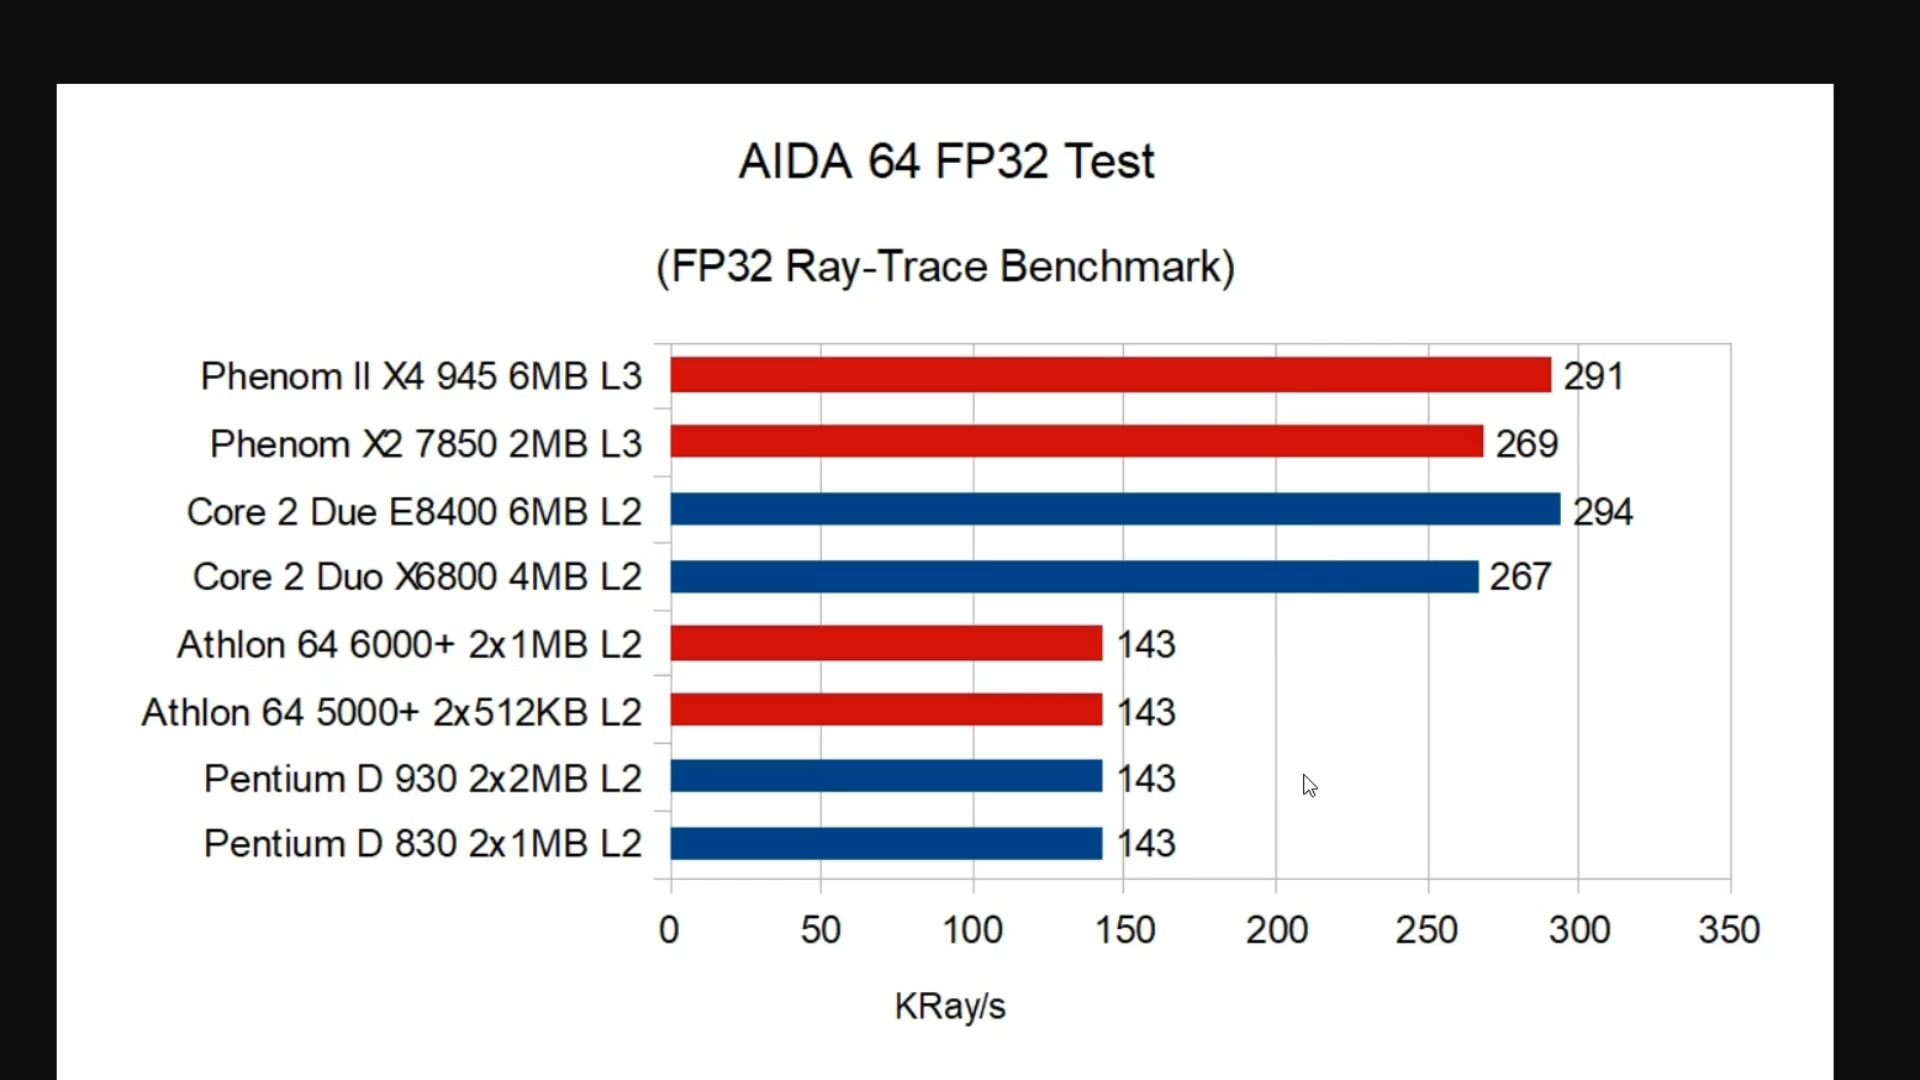 AIDA 64 FP32 Test
(FP32 Ray-Trace Benchmark)
Phenom II X4 945 6MB L3 291
Phenom X2 7850 2MB L3 269
Core 2 Due E8400 6MB L2 294
Core 2 Duo X6800 4MB L2 267
Athlon 64 6000+ 2x1MB L2 143
Athlon 64 5000+ 2x512KB L2 143
Pentium D 930 2x2MB L2 143
Pentium D 830 2x1MB L2 143
0 50 100 150 200 250 300 350
KRay/s